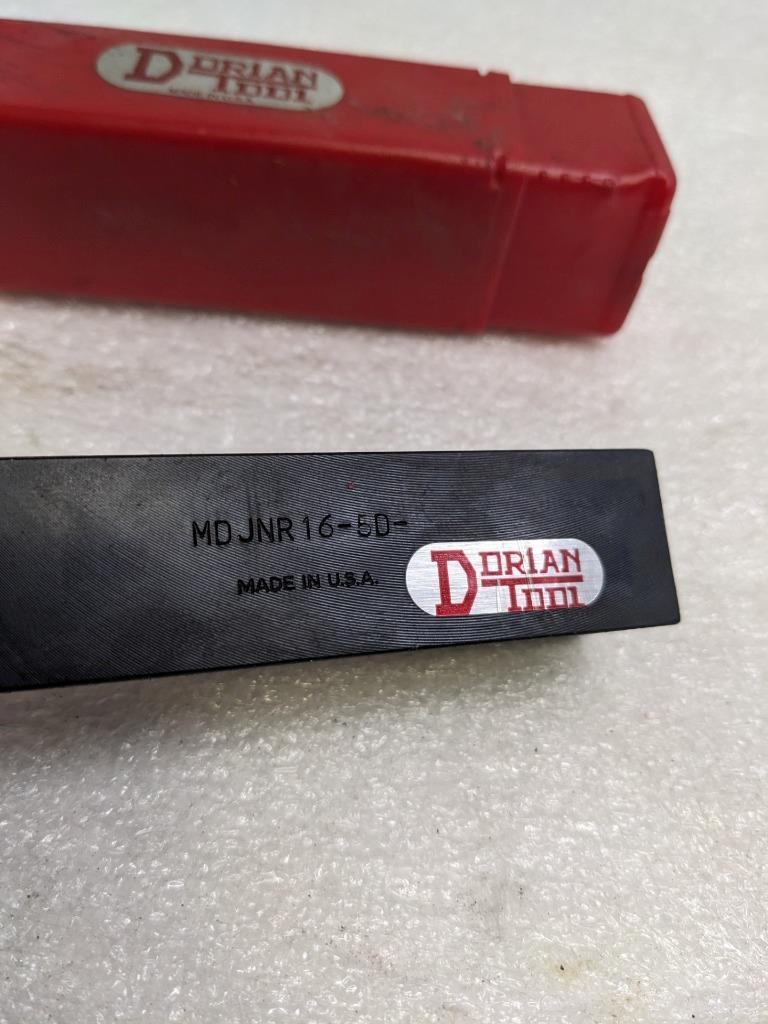 DORIAN
TOOL
MDJNR16-5D-
MADE IN U.S.A.
DORIAN
TOOL